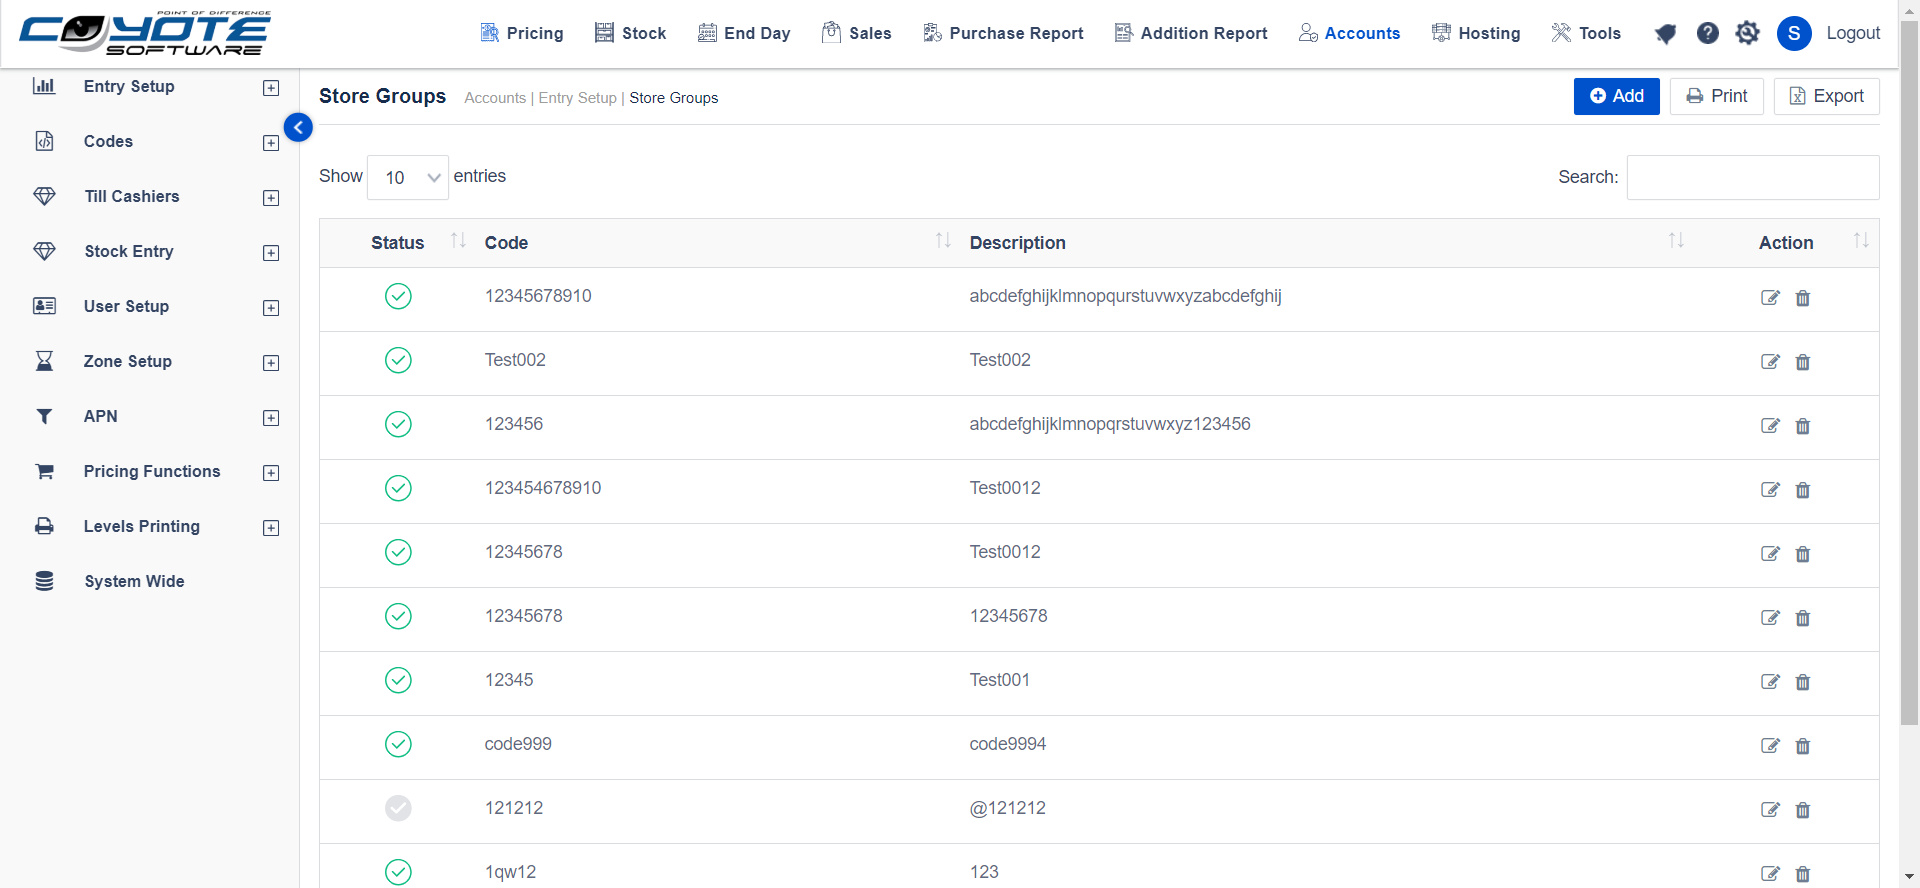 POINT OF DIFFERENCE
COYOTE
SOFTWARE
Pricing
Stock
End Day
Sales
Purchase Report
Addition Report
Accounts
Hosting
Tools
S
Logout
Entry Setup
Codes
Till Cashiers
Stock Entry
User Setup
Zone Setup
APN
Pricing Functions
Levels Printing
System Wide
Store Groups
Accounts | Entry Setup | Store Groups
Add
Print
Export
Show 10 entries
Search:
Status Code Description Action
12345678910 abcdefghijklmnopqurstuvwxyzabcdefghij
Test002 Test002
123456 abcdefghijklmnopqrstuvwxyz123456
123454678910 Test0012
12345678 Test0012
12345678 12345678
12345 Test001
code999 code9994
121212 @121212
1qw12 123